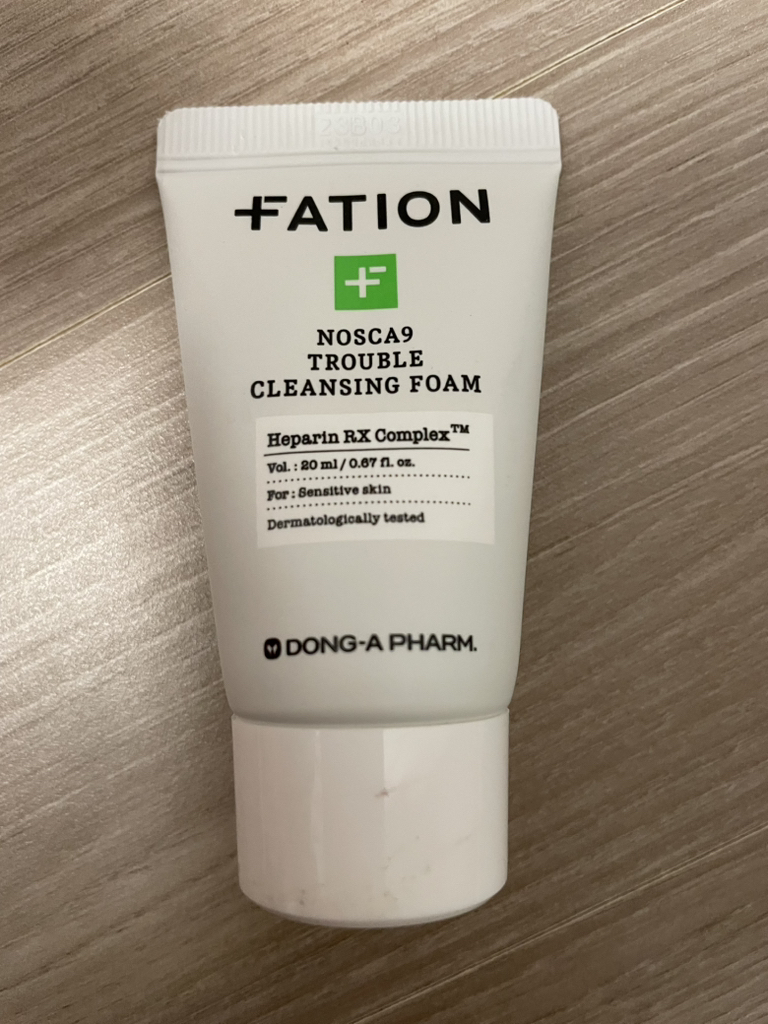 FATION
NOSCA9
TROUBLE
CLEANSING FOAM
Heparin RX Complex™
Vol. : 20 ml / 0.67 fl. oz.
For : Sensitive skin
Dermatologically tested
DONG-A PHARM.